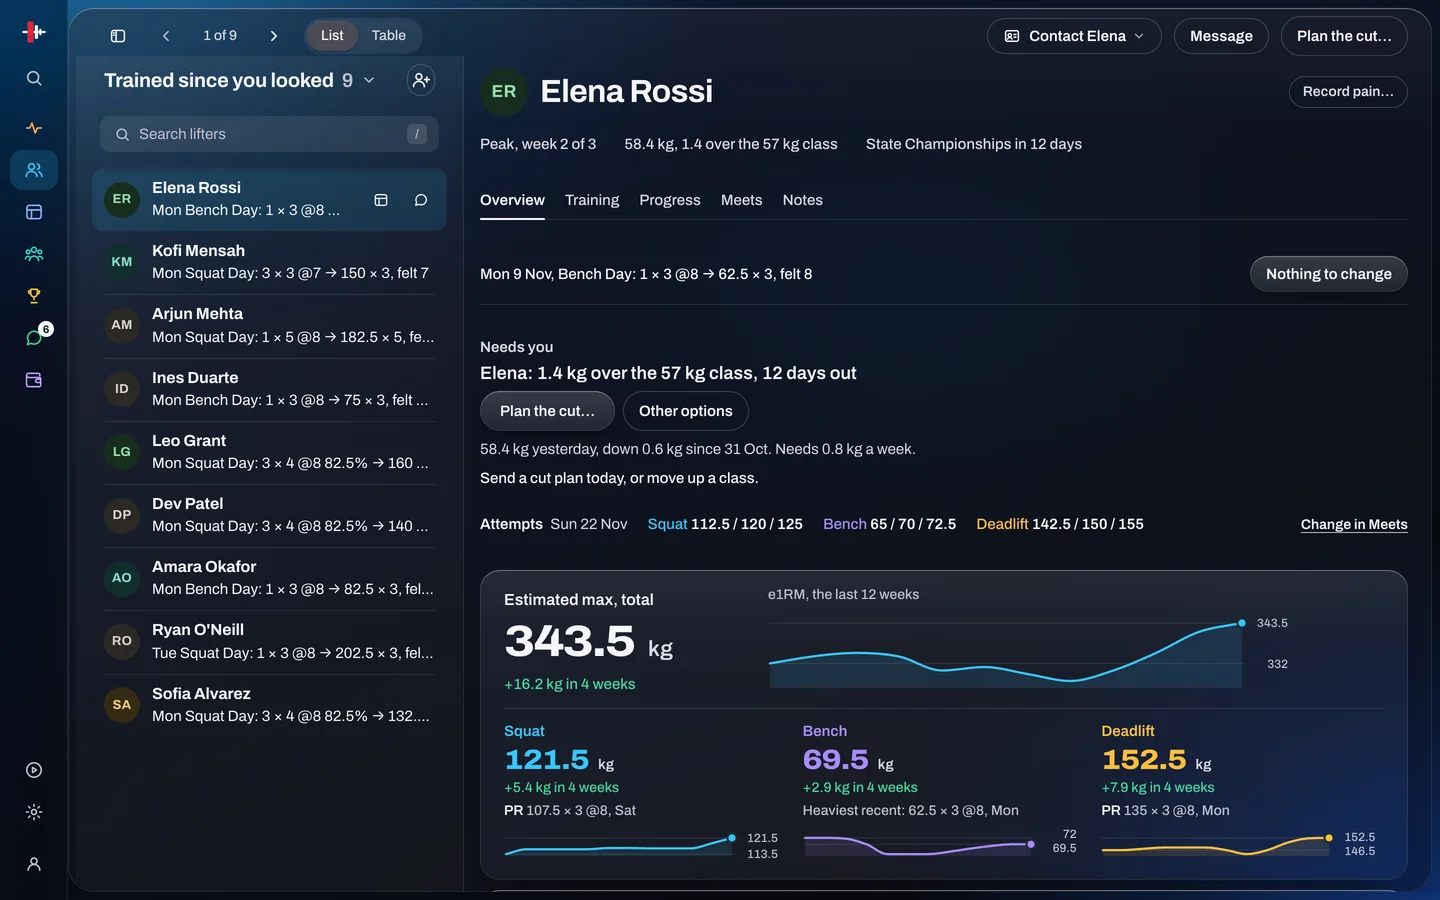 1 of 9
List
Table
Contact Elena
Message
Plan the cut...
Trained since you looked 9
Search lifters
/
6
ER
Elena Rossi
Mon Bench Day: 1 × 3 @8 ...
KM
Kofi Mensah
Mon Squat Day: 3 × 3 @7 → 150 × 3, felt 7
AM
Arjun Mehta
Mon Squat Day: 1 × 5 @8 → 182.5 × 5, fe...
ID
Ines Duarte
Mon Bench Day: 1 × 3 @8 → 75 × 3, felt ...
LG
Leo Grant
Mon Squat Day: 3 × 4 @8 82.5% → 160 ...
DP
Dev Patel
Mon Squat Day: 3 × 4 @8 82.5% → 140 ...
AO
Amara Okafor
Mon Bench Day: 1 × 3 @8 → 82.5 × 3, fel...
RO
Ryan O'Neill
Tue Squat Day: 1 × 3 @8 → 202.5 × 3, fel...
SA
Sofia Alvarez
Mon Squat Day: 3 × 4 @8 82.5% → 132....
ER
Elena Rossi
Record pain...
Peak, week 2 of 3
58.4 kg, 1.4 over the 57 kg class
State Championships in 12 days
Overview
Training
Progress
Meets
Notes
Mon 9 Nov, Bench Day: 1 × 3 @8 → 62.5 × 3, felt 8
Nothing to change
Needs you
Elena: 1.4 kg over the 57 kg class, 12 days out
Plan the cut...
Other options
58.4 kg yesterday, down 0.6 kg since 31 Oct. Needs 0.8 kg a week.
Send a cut plan today, or move up a class.
Attempts Sun 22 Nov Squat 112.5 / 120 / 125 Bench 65 / 70 / 72.5 Deadlift 142.5 / 150 / 155
Change in Meets
Estimated max, total
343.5 kg
+16.2 kg in 4 weeks
e1RM, the last 12 weeks
343.5
332
Squat
121.5 kg
+5.4 kg in 4 weeks
PR 107.5 × 3 @8, Sat
121.5
113.5
Bench
69.5 kg
+2.9 kg in 4 weeks
Heaviest recent: 62.5 × 3 @8, Mon
72
69.5
Deadlift
152.5 kg
+7.9 kg in 4 weeks
PR 135 × 3 @8, Mon
152.5
146.5